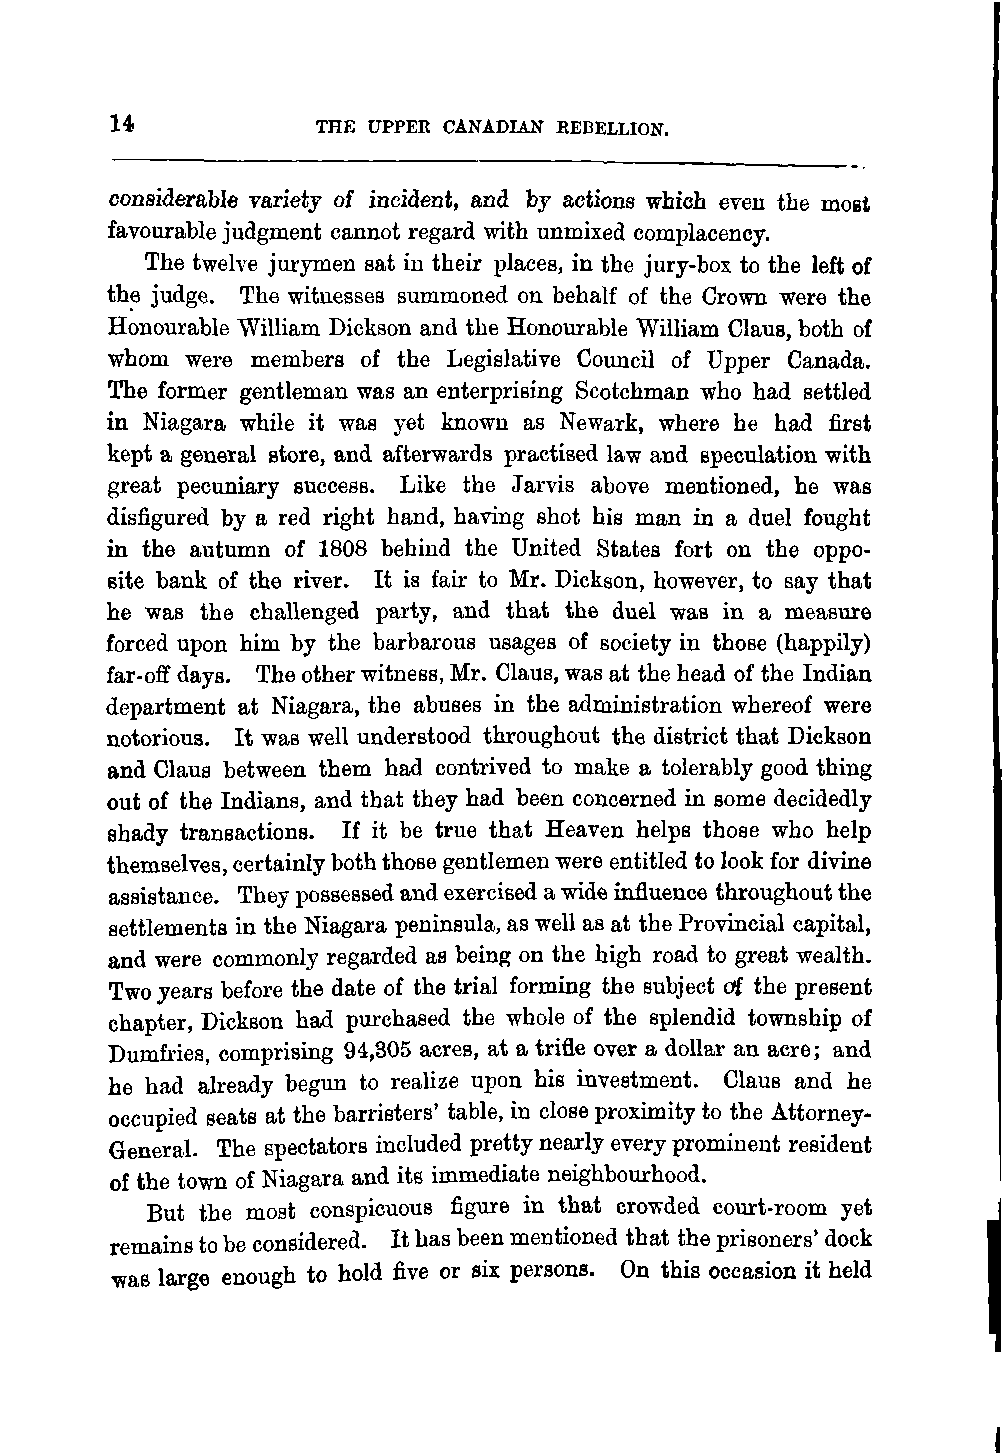 14 THE UPPER CANADIAN REBELLION.
considerable variety of incident, and by actions which even the most
favourable judgment cannot regard with unmixed complacency.
The twelve jurymen sat in their places, in the jury-box to the left of
the judge. The witnesses summoned on behalf of the Crown were the
Honourable William Dickson and the Honourable William Claus, both of
whom were members of the Legislative Council of Upper Canada.
The former gentleman was an enterprising Scotchman who had settled
in Niagara while it was yet known as Newark, where he had first
kept a general store, and afterwards practised law and speculation with
great pecuniary success. Like the Jarvis above mentioned, he was
disfigured by a red right hand, having shot his man in a duel fought
in the autumn of 1808 behind the United States fort on the oppo-
site bank of the river. It is fair to Mr. Dickson, however, to say that
he was the challenged party, and that the duel was in a measure
forced upon him by the barbarous usages of society in those (happily)
far-off days. The other witness, Mr. Claus, was at the head of the Indian
department at Niagara, the abuses in the administration whereof were
notorious. It was well understood throughout the district that Dickson
and Claus between them had contrived to make a tolerably good thing
out of the Indians, and that they had been concerned in some decidedly
shady transactions. If it be true that Heaven helps those who help
themselves, certainly both those gentlemen were entitled to look for divine
assistance. They possessed and exercised a wide influence throughout the
settlements in the Niagara peninsula, as well as at the Provincial capital,
and were commonly regarded as being on the high road to great wealth.
Two years before the date of the trial forming the subject of the present
chapter, Dickson had purchased the whole of the splendid township of
Dumfries, comprising 94,305 acres, at a trifle over a dollar an acre; and
he had already begun to realize upon his investment. Claus and he
occupied seats at the barristers' table, in close proximity to the Attorney-
General. The spectators included pretty nearly every prominent resident
of the town of Niagara and its immediate neighbourhood.
But the most conspicuous figure in that crowded court-room yet
remains to be considered. It has been mentioned that the prisoners' dock
was large enough to hold five or six persons. On this occasion it held